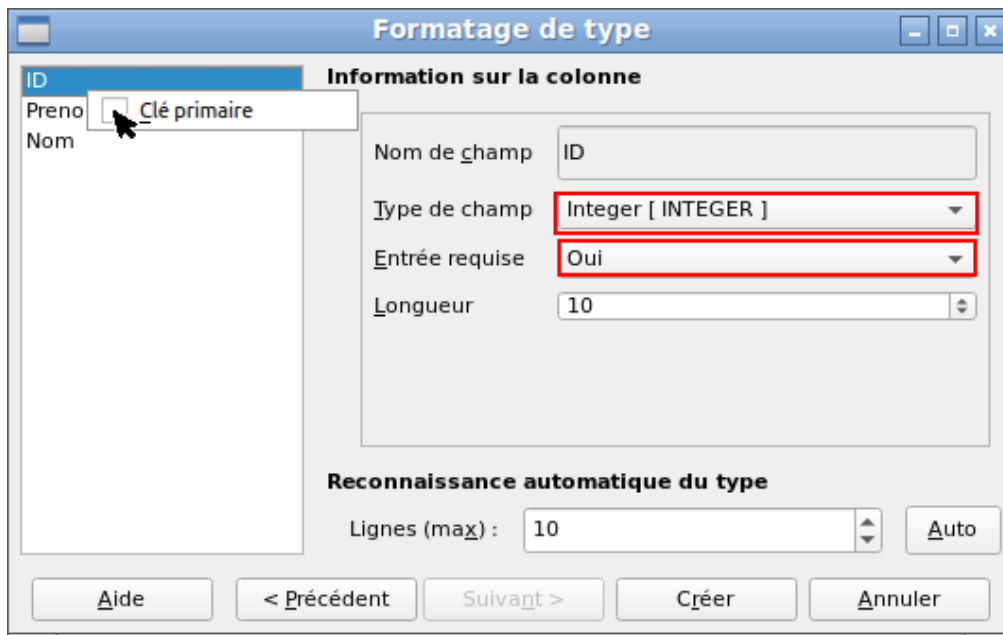 Formatage de type
ID
Preno
Nom
Clé primaire
Information sur la colonne
Nom de champ ID
Type de champ Integer [ INTEGER ]
Entrée requise Oui
Longueur 10
Reconnaissance automatique du type
Lignes (max) : 10 Auto
Aide < Précédent Suivant > Créer Annuler